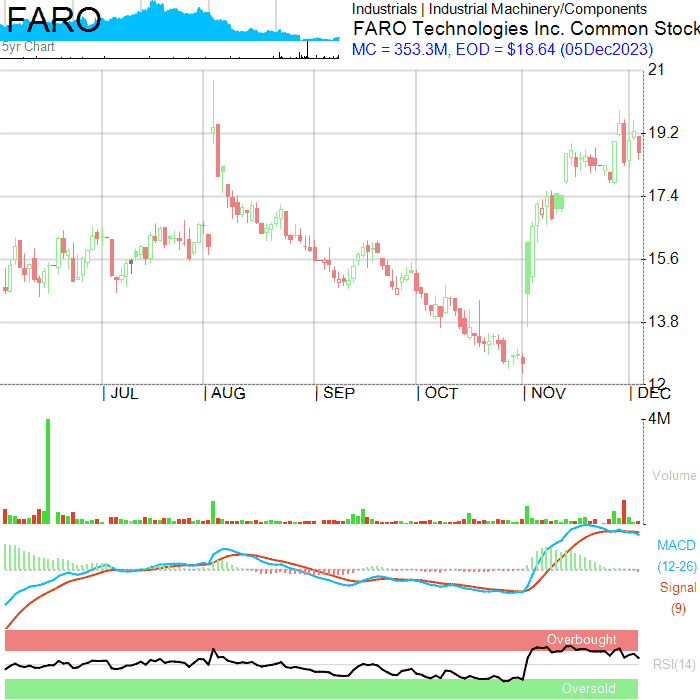 FARO
5yr Chart
Industrials | Industrial Machinery/Components
FARO Technologies Inc. Common Stock
MC = 353.3M, EOD = $18.64 (05Dec2023)
21
19.2
17.4
15.6
13.8
12
| JUL | AUG | SEP | OCT | NOV | DEC
4M
Volume
MACD
(12-26)
Signal
(9)
Overbought
RSI(14)
Oversold